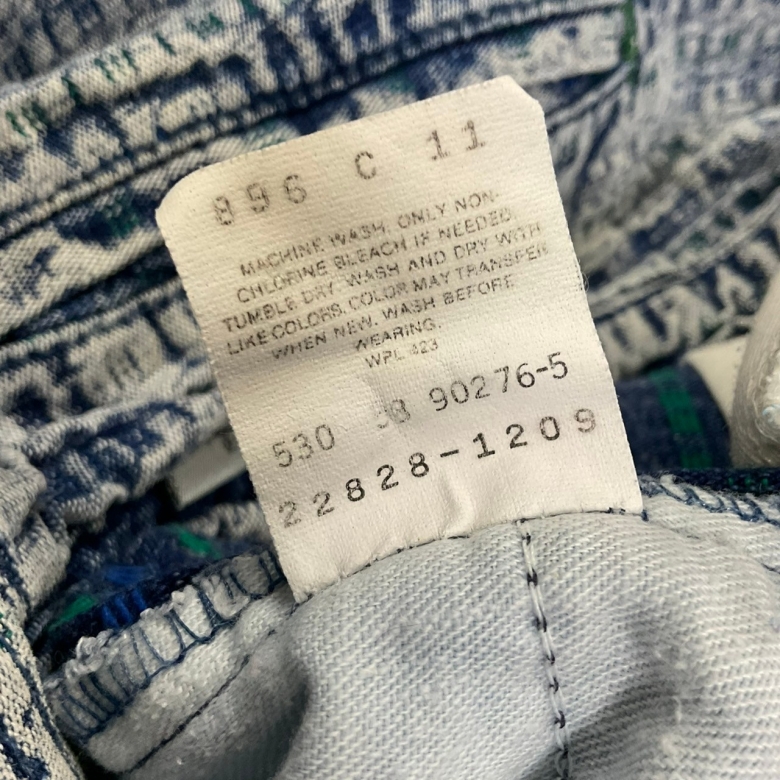 896 C 11
MACHINE WASH. ONLY NON-
CHLORINE BLEACH IF NEEDED.
TUMBLE DRY. WASH AND DRY WITH
LIKE COLORS. COLOR MAY TRANSFER
WHEN NEW. WASH BEFORE
WEARING.
WPL 423
530 90276-5
22828-1209